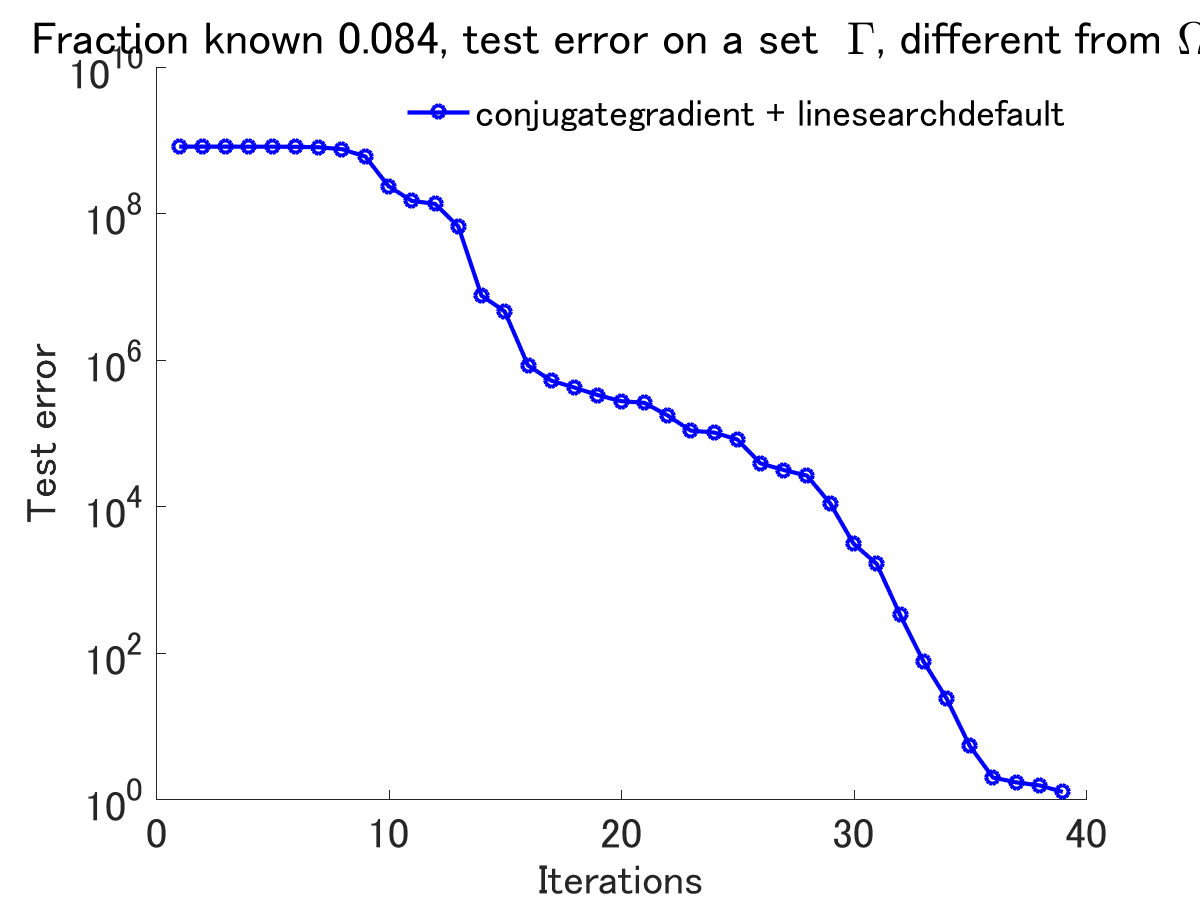 Fraction known 0.084, test error on a set Γ, different from Ω
10^10
conjugategradient + linesearchdefault
10^8
10^6
10^4
10^2
10^0
Test error
0 10 20 30 40
Iterations